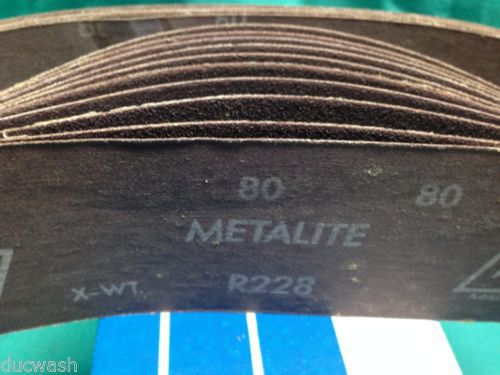 80 80
METALITE
X-WT. R228
ducwash